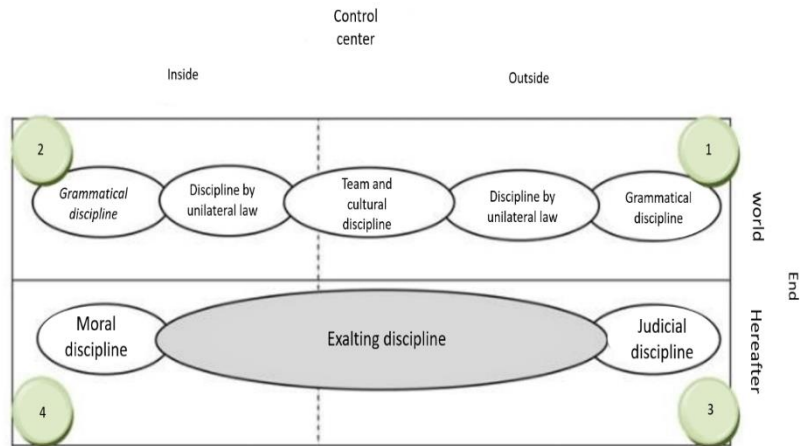 Control
center
Inside
Outside
2
1
Grammatical
discipline
Discipline by
unilateral law
Team and
cultural
discipline
Discipline by
unilateral law
Grammatical
discipline
world
End
Moral
discipline
Exalting discipline
Judicial
discipline
Hereafter
4
3